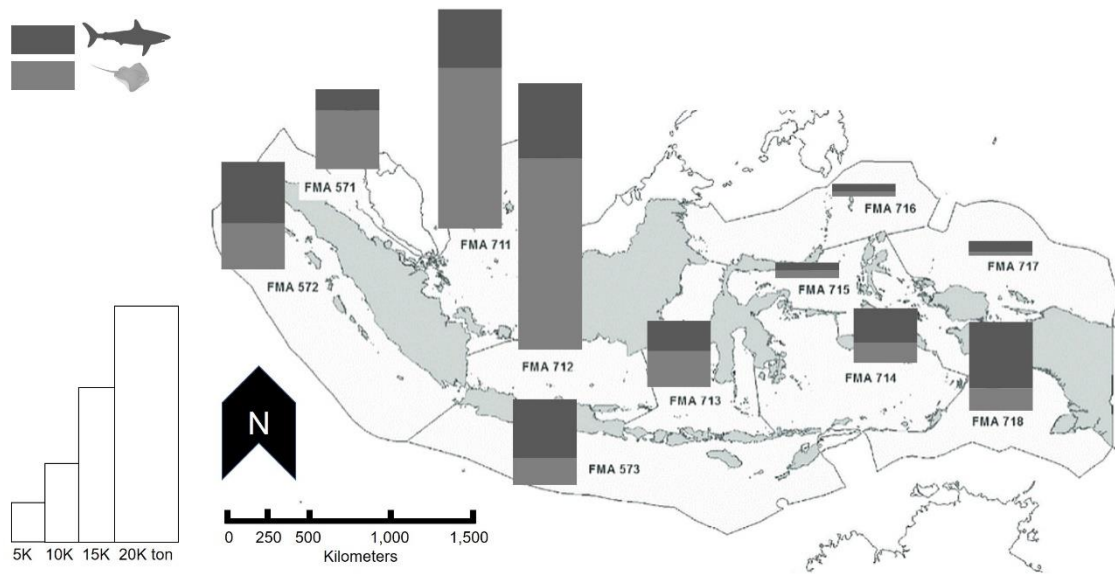 FMA 571
FMA 716
FMA 711
FMA 717
FMA 572
FMA 715
FMA 712
FMA 714
FMA 713
FMA 718
N
FMA 573
5K 10K 15K 20K ton
0 250 500 1,000 1,500
Kilometers